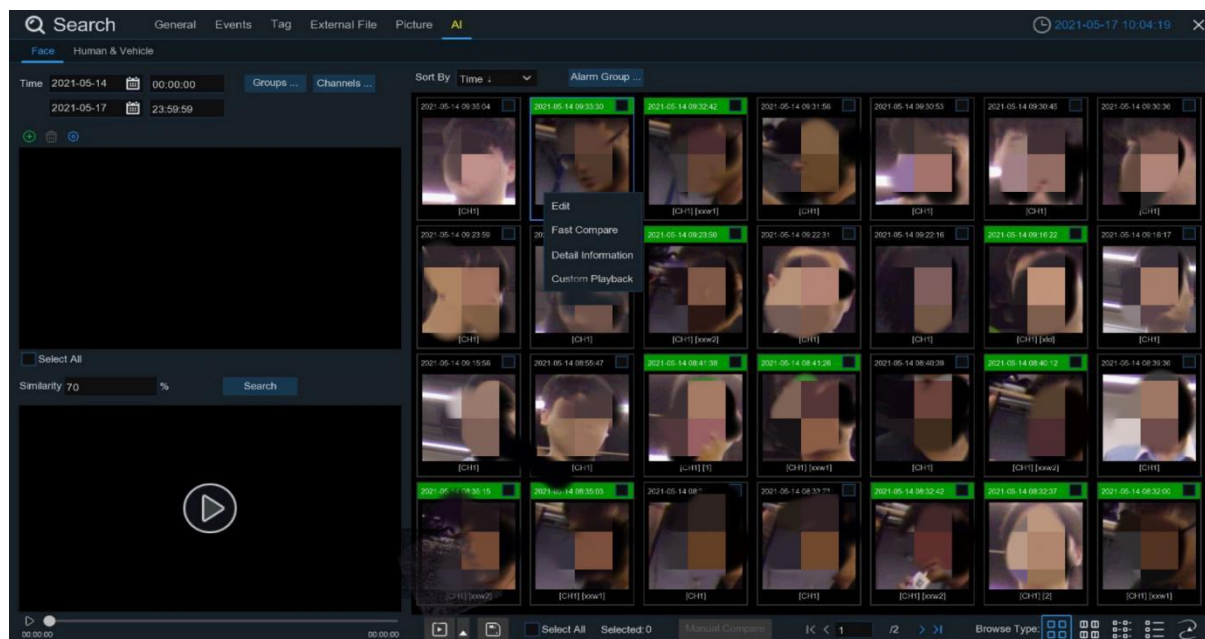 Search General Events Tag External File Picture AI 2021-05-17 10:04:19
Face Human & Vehicle
Time 2021-05-14 00:00:00 Groups ... Channels ...
2021-05-17 23:59:59
Select All
Similarity 70 % Search
00:00:00 00:00:00
Sort By Time ↓ Alarm Group ...
2021-05-14 09:35:04 2021-05-14 09:33:30 2021-05-14 09:32:42 2021-05-14 09:31:56 2021-05-14 09:30:53 2021-05-14 09:30:45 2021-05-14 09:30:36
[CH1] [CH1] [xxw1] [CH1] [CH1] [CH1] [CH1]
Edit
Fast Compare
Detail Information
Custom Playback
2021-05-14 09:23:59 2021-05-14 09:23:50 2021-05-14 09:22:31 2021-05-14 09:22:16 2021-05-14 09:16:22 2021-05-14 09:16:17
[CH1] [CH1] [CH1] [xxw2] [CH1] [CH1] [CH1] [xld] [CH1]
2021-05-14 09:15:56 2021-05-14 08:55:47 2021-05-14 08:41:38 2021-05-14 08:41:26 2021-05-14 08:40:39 2021-05-14 08:40:12 2021-05-14 08:39:36
[CH1] [CH1] [CH1] [1] [CH1] [xxw1] [CH1] [CH1] [xxw2] [CH1]
2021-05-14 08:35:03 2021-05-14 08:33:23 2021-05-14 08:32:42 2021-05-14 08:32:37 2021-05-14 08:32:00
[CH1] [xxw2] [CH1] [xxw1] [CH1] [CH1] [CH1] [xxw2] [CH1] [2] [CH1] [xxw1]
Select All Selected: 0 Manual Compare 1 /2 Browse Type: